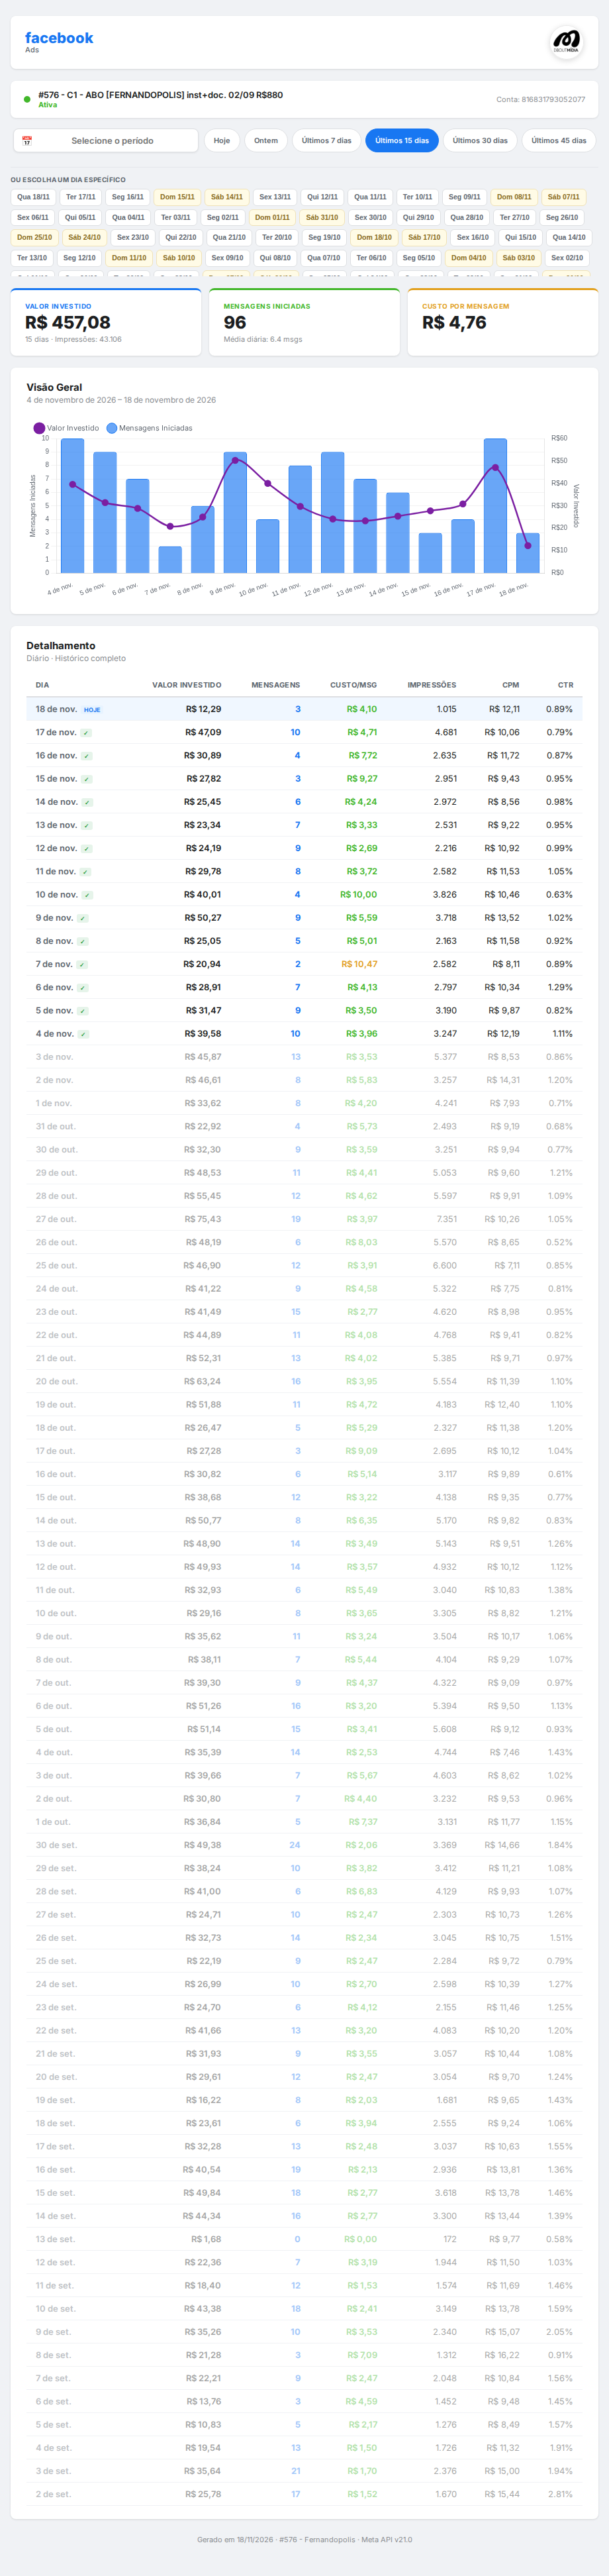 facebook
Ads
BOUTMIDIA
#576 - C1 - ABO [FERNANDOPOLIS] inst+doc. 02/09 R$880
Ativa
Conta: 816831793052077
Selecione o período
Hoje
Ontem
Últimos 7 dias
Últimos 15 dias
Últimos 30 dias
Últimos 45 dias
OU ESCOLHA UM DIA ESPECÍFICO
Qua 18/11 Ter 17/11 Seg 16/11 Dom 15/11 Sáb 14/11 Sex 13/11 Qui 12/11 Qua 11/11 Ter 10/11 Seg 09/11 Dom 08/11 Sáb 07/11
Sex 06/11 Qui 05/11 Qua 04/11 Ter 03/11 Seg 02/11 Dom 01/11 Sáb 31/10 Sex 30/10 Qui 29/10 Qua 28/10 Ter 27/10 Seg 26/10
Dom 25/10 Sáb 24/10 Sex 23/10 Qui 22/10 Qua 21/10 Ter 20/10 Seg 19/10 Dom 18/10 Sáb 17/10 Sex 16/10 Qui 15/10 Qua 14/10
Ter 13/10 Seg 12/10 Dom 11/10 Sáb 10/10 Sex 09/10 Qui 08/10 Qua 07/10 Ter 06/10 Seg 05/10 Dom 04/10 Sáb 03/10 Sex 02/10
VALOR INVESTIDO
R$ 457,08
15 dias · Impressões: 43.106
MENSAGENS INICIADAS
96
Média diária: 6.4 msgs
CUSTO POR MENSAGEM
R$ 4,76
Visão Geral
4 de novembro de 2026 – 18 de novembro de 2026
Valor Investido Mensagens Iniciadas
Mensagens Iniciadas
10
9
8
7
6
5
4
3
2
1
0
R$60
R$50
R$40
R$30
R$20
R$10
R$0
Valor Investido
4 de nov. 5 de nov. 6 de nov. 7 de nov. 8 de nov. 9 de nov. 10 de nov. 11 de nov. 12 de nov. 13 de nov. 14 de nov. 15 de nov. 16 de nov. 17 de nov. 18 de nov.
Detalhamento
Diário · Histórico completo
DIA VALOR INVESTIDO MENSAGENS CUSTO/MSG IMPRESSÕES CPM CTR
18 de nov. HOJE R$ 12,29 3 R$ 4,10 1.015 R$ 12,11 0.89%
17 de nov. ✓ R$ 47,09 10 R$ 4,71 4.681 R$ 10,06 0.79%
16 de nov. ✓ R$ 30,89 4 R$ 7,72 2.635 R$ 11,72 0.87%
15 de nov. ✓ R$ 27,82 3 R$ 9,27 2.951 R$ 9,43 0.95%
14 de nov. ✓ R$ 25,45 6 R$ 4,24 2.972 R$ 8,56 0.98%
13 de nov. ✓ R$ 23,34 7 R$ 3,33 2.531 R$ 9,22 0.95%
12 de nov. ✓ R$ 24,19 9 R$ 2,69 2.216 R$ 10,92 0.99%
11 de nov. ✓ R$ 29,78 8 R$ 3,72 2.582 R$ 11,53 1.05%
10 de nov. ✓ R$ 40,01 4 R$ 10,00 3.826 R$ 10,46 0.63%
9 de nov. ✓ R$ 50,27 9 R$ 5,59 3.718 R$ 13,52 1.02%
8 de nov. ✓ R$ 25,05 5 R$ 5,01 2.163 R$ 11,58 0.92%
7 de nov. ✓ R$ 20,94 2 R$ 10,47 2.582 R$ 8,11 0.89%
6 de nov. ✓ R$ 28,91 7 R$ 4,13 2.797 R$ 10,34 1.29%
5 de nov. ✓ R$ 31,47 9 R$ 3,50 3.190 R$ 9,87 0.82%
4 de nov. ✓ R$ 39,58 10 R$ 3,96 3.247 R$ 12,19 1.11%
3 de nov. R$ 45,87 13 R$ 3,53 5.377 R$ 8,53 0.86%
2 de nov. R$ 46,61 8 R$ 5,83 3.257 R$ 14,31 1.20%
1 de nov. R$ 33,62 8 R$ 4,20 4.241 R$ 7,93 0.71%
31 de out. R$ 22,92 4 R$ 5,73 2.493 R$ 9,19 0.68%
30 de out. R$ 32,30 9 R$ 3,59 3.251 R$ 9,94 0.77%
29 de out. R$ 48,53 11 R$ 4,41 5.053 R$ 9,60 1.21%
28 de out. R$ 55,45 12 R$ 4,62 5.597 R$ 9,91 1.09%
27 de out. R$ 75,43 19 R$ 3,97 7.351 R$ 10,26 1.05%
26 de out. R$ 48,19 6 R$ 8,03 5.570 R$ 8,65 0.52%
25 de out. R$ 46,90 12 R$ 3,91 6.600 R$ 7,11 0.85%
24 de out. R$ 41,22 9 R$ 4,58 5.322 R$ 7,75 0.81%
23 de out. R$ 41,49 15 R$ 2,77 4.620 R$ 8,98 0.95%
22 de out. R$ 44,89 11 R$ 4,08 4.768 R$ 9,41 0.82%
21 de out. R$ 52,31 13 R$ 4,02 5.385 R$ 9,71 0.97%
20 de out. R$ 63,24 16 R$ 3,95 5.554 R$ 11,39 1.10%
19 de out. R$ 51,88 11 R$ 4,72 4.183 R$ 12,40 1.10%
18 de out. R$ 26,47 5 R$ 5,29 2.327 R$ 11,38 1.20%
17 de out. R$ 27,28 3 R$ 9,09 2.695 R$ 10,12 1.04%
16 de out. R$ 30,82 6 R$ 5,14 3.117 R$ 9,89 0.61%
15 de out. R$ 38,68 12 R$ 3,22 4.138 R$ 9,35 0.77%
14 de out. R$ 50,77 8 R$ 6,35 5.170 R$ 9,82 0.83%
13 de out. R$ 48,90 14 R$ 3,49 5.143 R$ 9,51 1.26%
12 de out. R$ 49,93 14 R$ 3,57 4.932 R$ 10,12 1.12%
11 de out. R$ 32,93 6 R$ 5,49 3.040 R$ 10,83 1.38%
10 de out. R$ 29,16 8 R$ 3,65 3.305 R$ 8,82 1.21%
9 de out. R$ 35,62 11 R$ 3,24 3.504 R$ 10,17 1.06%
8 de out. R$ 38,11 7 R$ 5,44 4.104 R$ 9,29 1.07%
7 de out. R$ 39,30 9 R$ 4,37 4.322 R$ 9,09 0.97%
6 de out. R$ 51,26 16 R$ 3,20 5.394 R$ 9,50 1.13%
5 de out. R$ 51,14 15 R$ 3,41 5.608 R$ 9,12 0.93%
4 de out. R$ 35,39 14 R$ 2,53 4.744 R$ 7,46 1.43%
3 de out. R$ 39,66 7 R$ 5,67 4.603 R$ 8,62 1.02%
2 de out. R$ 30,80 7 R$ 4,40 3.232 R$ 9,53 0.96%
1 de out. R$ 36,84 5 R$ 7,37 3.131 R$ 11,77 1.15%
30 de set. R$ 49,38 24 R$ 2,06 3.369 R$ 14,66 1.84%
29 de set. R$ 38,24 10 R$ 3,82 3.412 R$ 11,21 1.08%
28 de set. R$ 41,00 6 R$ 6,83 4.129 R$ 9,93 1.07%
27 de set. R$ 24,71 10 R$ 2,47 2.303 R$ 10,73 1.26%
26 de set. R$ 32,73 14 R$ 2,34 3.045 R$ 10,75 1.51%
25 de set. R$ 22,19 9 R$ 2,47 2.284 R$ 9,72 0.79%
24 de set. R$ 26,99 10 R$ 2,70 2.598 R$ 10,39 1.27%
23 de set. R$ 24,70 6 R$ 4,12 2.155 R$ 11,46 1.25%
22 de set. R$ 41,66 13 R$ 3,20 4.083 R$ 10,20 1.20%
21 de set. R$ 31,93 9 R$ 3,55 3.057 R$ 10,44 1.08%
20 de set. R$ 29,61 12 R$ 2,47 3.054 R$ 9,70 1.24%
19 de set. R$ 16,22 8 R$ 2,03 1.681 R$ 9,65 1.43%
18 de set. R$ 23,61 6 R$ 3,94 2.555 R$ 9,24 1.06%
17 de set. R$ 32,28 13 R$ 2,48 3.037 R$ 10,63 1.55%
16 de set. R$ 40,54 19 R$ 2,13 2.936 R$ 13,81 1.36%
15 de set. R$ 49,84 18 R$ 2,77 3.618 R$ 13,78 1.46%
14 de set. R$ 44,34 16 R$ 2,77 3.300 R$ 13,44 1.39%
13 de set. R$ 1,68 0 R$ 0,00 172 R$ 9,77 0.58%
12 de set. R$ 22,36 7 R$ 3,19 1.944 R$ 11,50 1.03%
11 de set. R$ 18,40 12 R$ 1,53 1.574 R$ 11,69 1.46%
10 de set. R$ 43,38 18 R$ 2,41 3.149 R$ 13,78 1.59%
9 de set. R$ 35,26 10 R$ 3,53 2.340 R$ 15,07 2.05%
8 de set. R$ 21,28 3 R$ 7,09 1.312 R$ 16,22 0.91%
7 de set. R$ 22,21 9 R$ 2,47 2.048 R$ 10,84 1.56%
6 de set. R$ 13,76 3 R$ 4,59 1.452 R$ 9,48 1.45%
5 de set. R$ 10,83 5 R$ 2,17 1.276 R$ 8,49 1.57%
4 de set. R$ 19,54 13 R$ 1,50 1.726 R$ 11,32 1.91%
3 de set. R$ 35,64 21 R$ 1,70 2.376 R$ 15,00 1.94%
2 de set. R$ 25,78 17 R$ 1,52 1.670 R$ 15,44 2.81%
Gerado em 18/11/2026 · #576 - Fernandopolis · Meta API v21.0